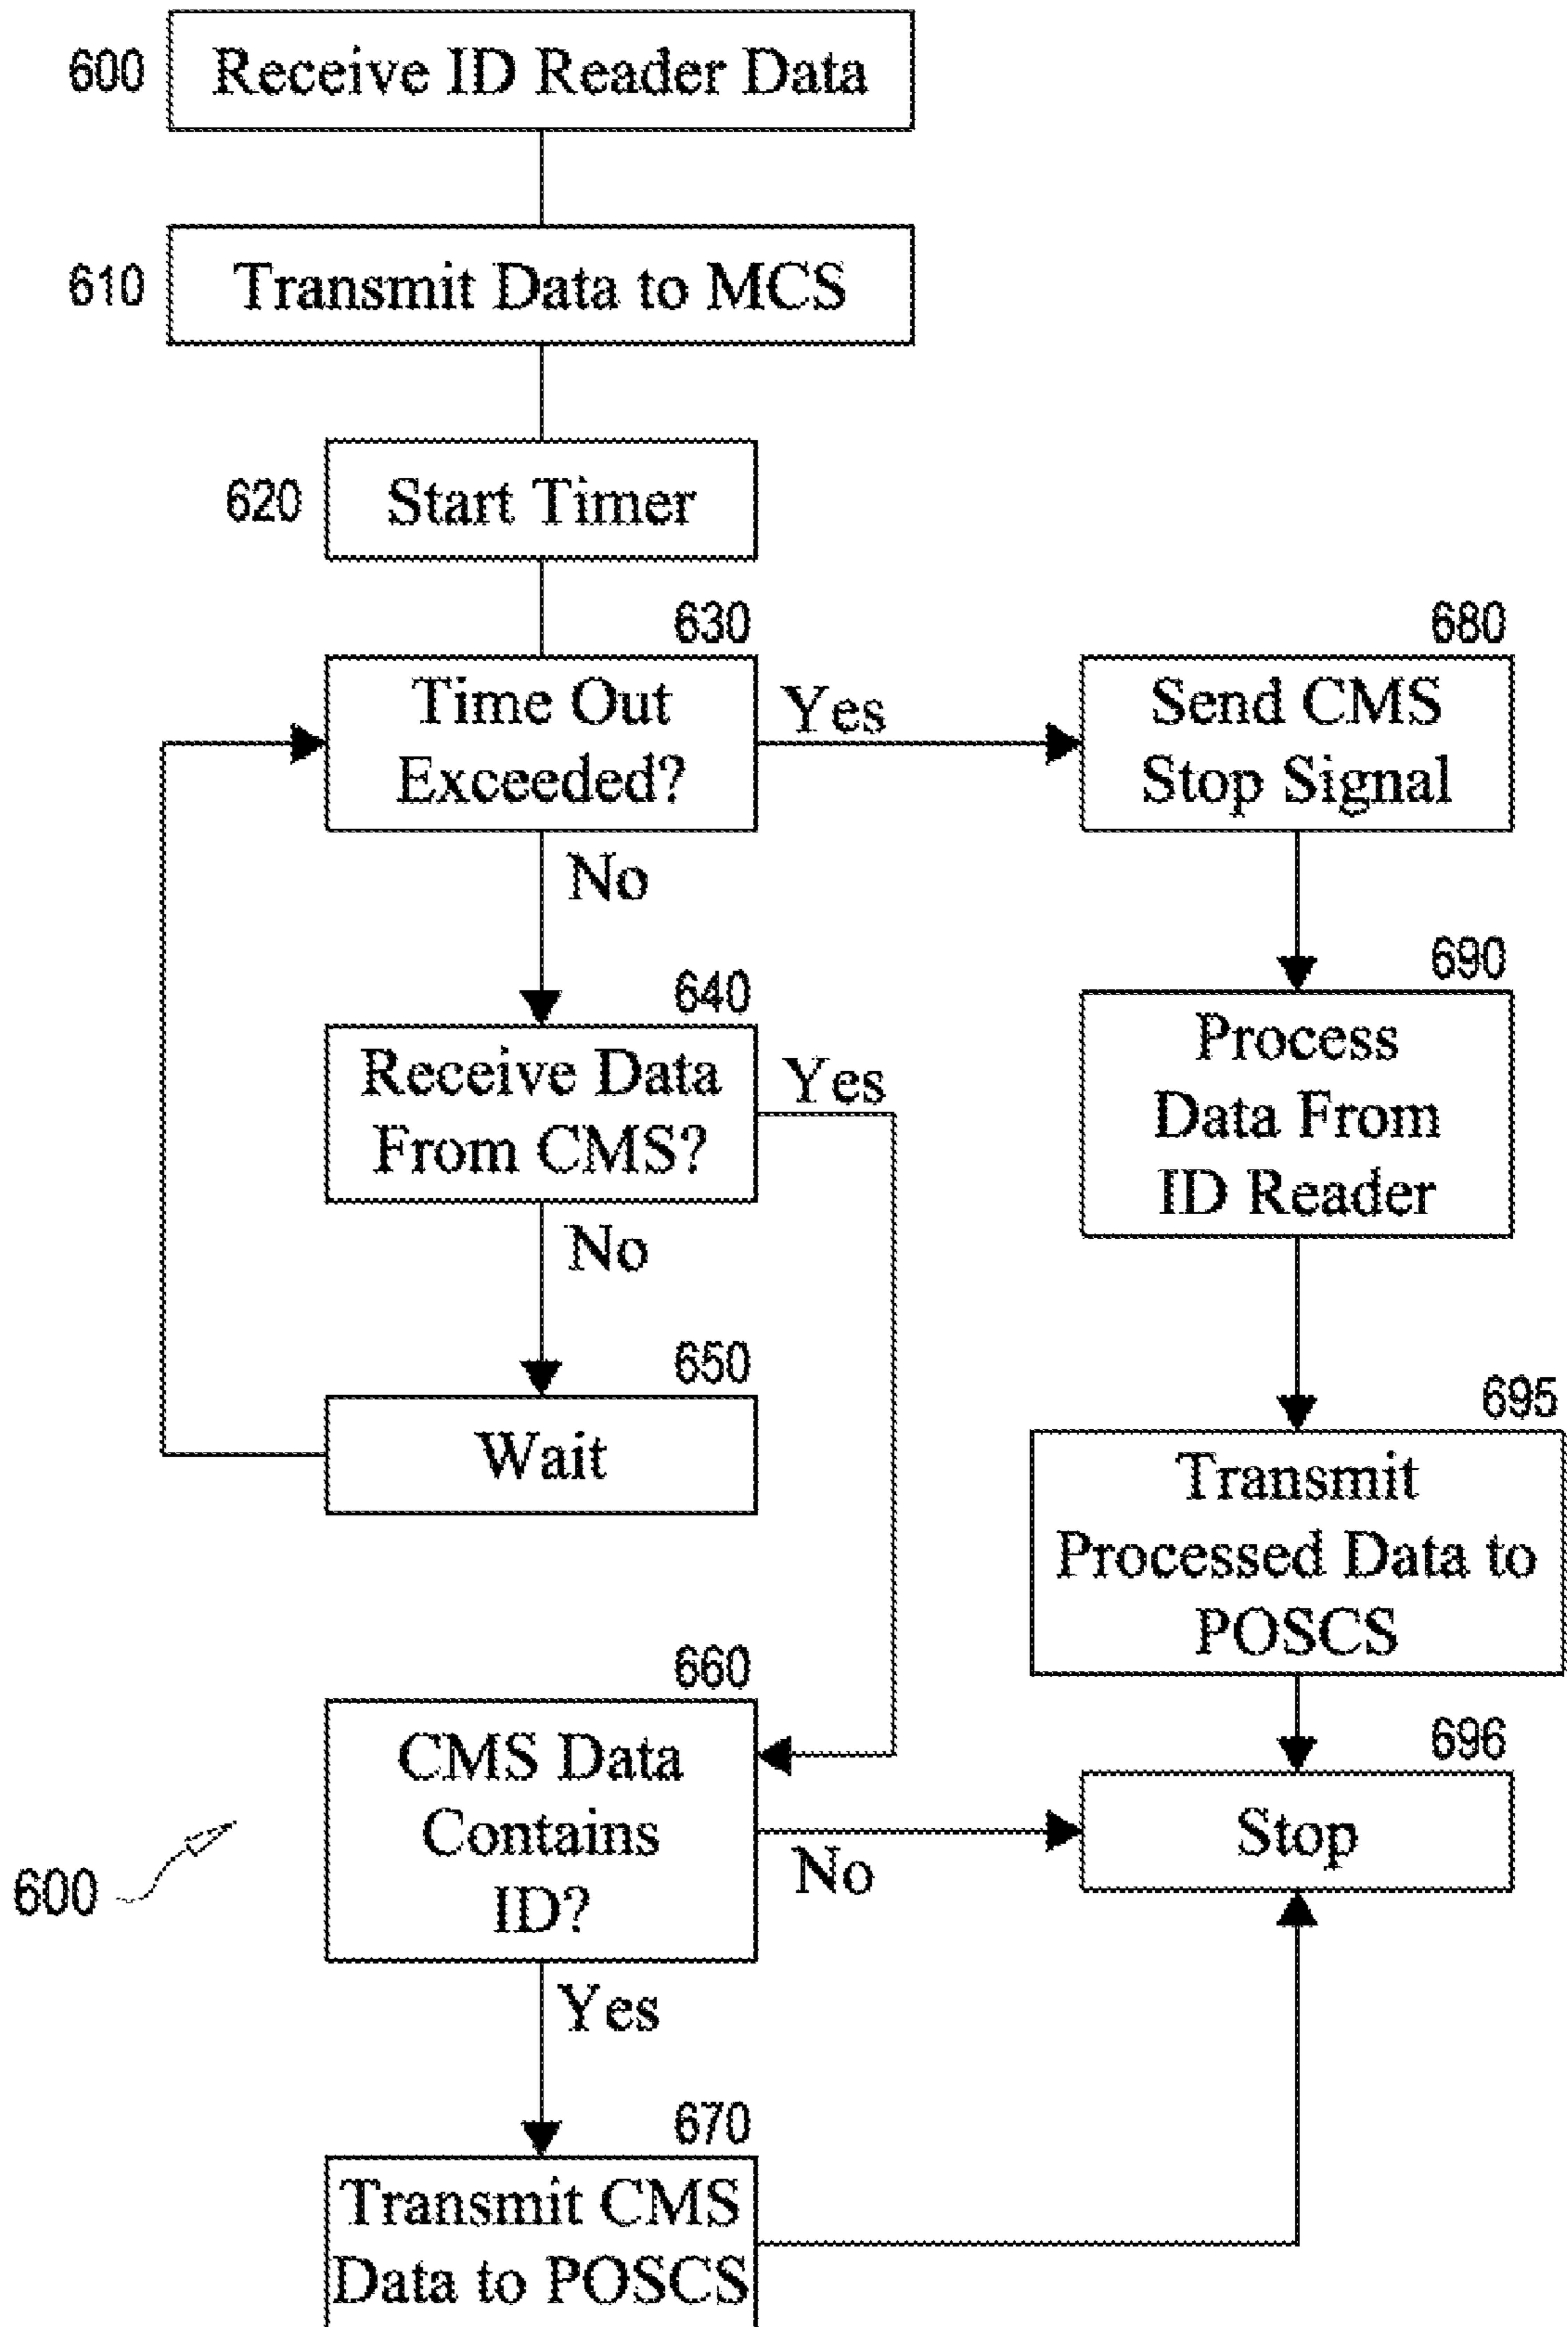 600
Receive ID Reader Data
610
Transmit Data to MCS
620
Start Timer
630
Time Out
Exceeded?
Yes
No
680
Send CMS
Stop Signal
640
Receive Data
From CMS?
Yes
No
690
Process
Data From
ID Reader
650
Wait
695
Transmit
Processed Data to
POSCS
660
CMS Data
Contains
ID?
No
Yes
696
Stop
600
670
Transmit CMS
Data to POSCS